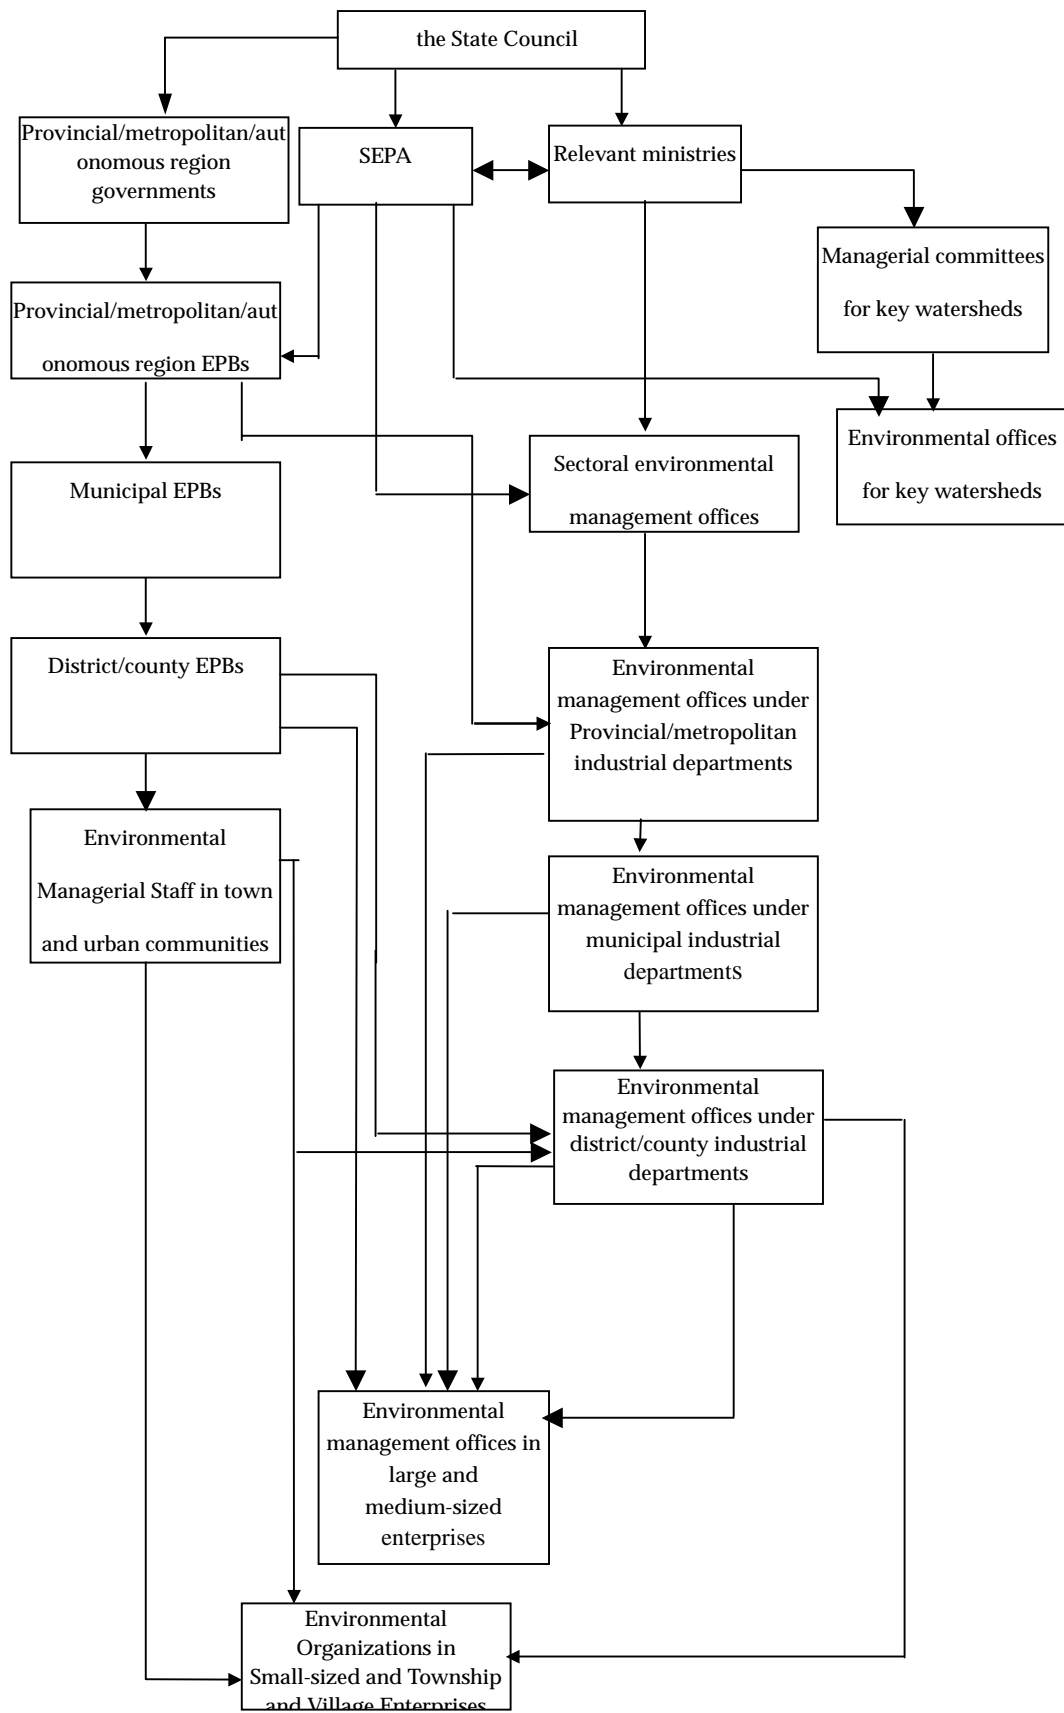 the State Council
Provincial/metropolitan/aut
onomous region
governments
SEPA
Relevant ministries
Managerial committees
for key watersheds
Provincial/metropolitan/aut
onomous region EPBs
Environmental offices
for key watersheds
Municipal EPBs
Sectoral environmental
management offices
District/county EPBs
Environmental
management offices under
Provincial/metropolitan
industrial departments
Environmental
Managerial Staff in town
and urban communities
Environmental
management offices under
municipal industrial
departments
Environmental
management offices under
district/county industrial
departments
Environmental
management offices in
large and
medium-sized
enterprises
Environmental
Organizations in
Small-sized and Township
and Village Enterprises